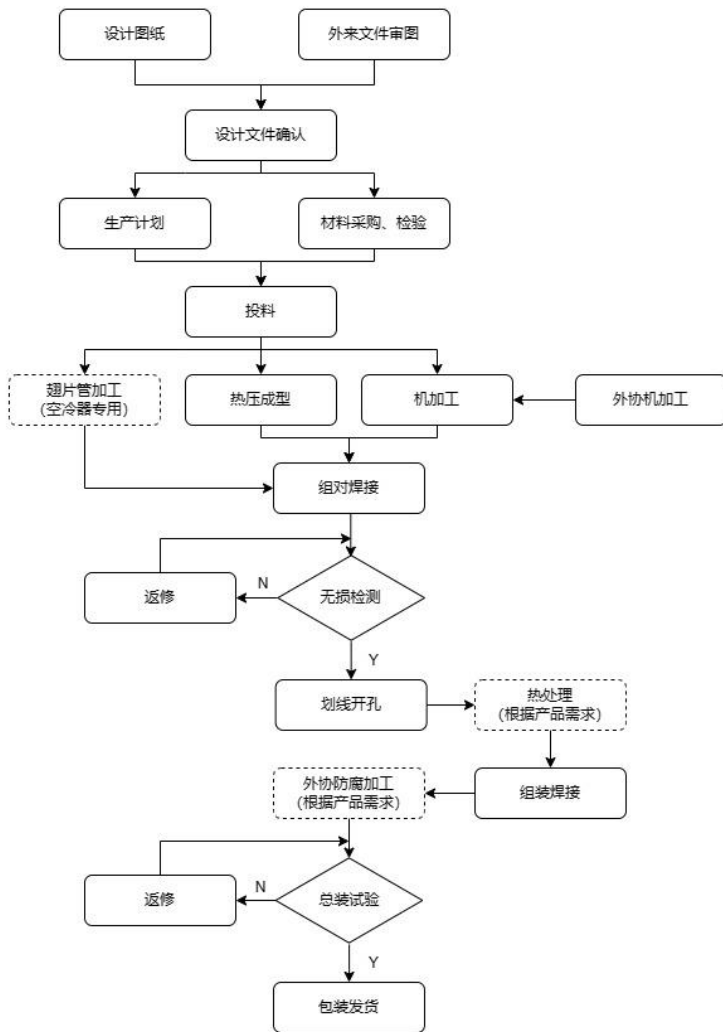 设计图纸
外来文件审图
设计文件确认
生产计划
材料采购、检验
投料
翅片管加工
(空冷器专用)
热压成型
机加工
外协机加工
组对焊接
返修
N
无损检测
Y
划线开孔
热处理
(根据产品需求)
外协防腐加工
(根据产品需求)
组装焊接
返修
N
总装试验
Y
包装发货